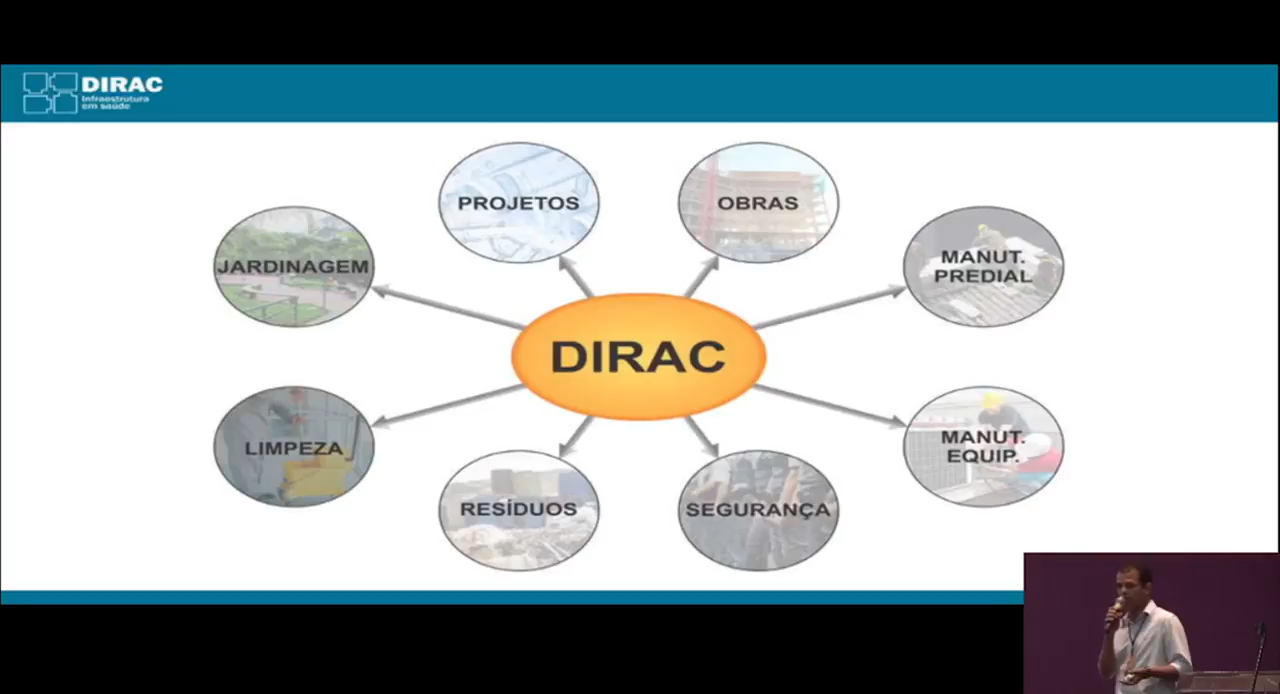 DIRAC
Infraestrutura
em saúde
PROJETOS
OBRAS
JARDINAGEM
MANUT.
PREDIAL
DIRAC
LIMPEZA
MANUT.
EQUIP.
RESÍDUOS
SEGURANÇA